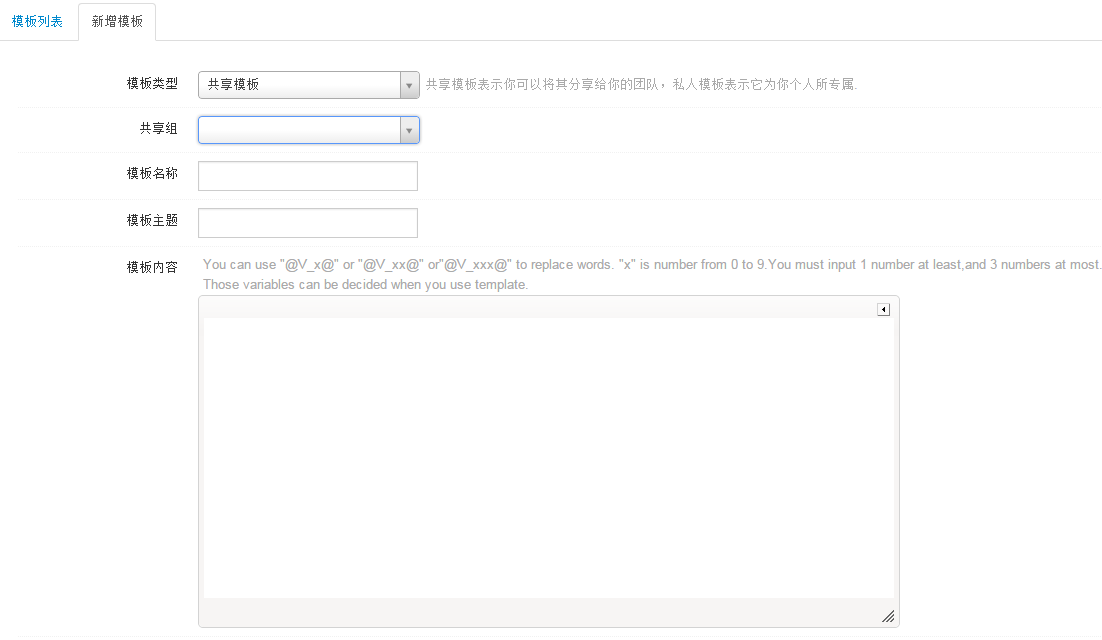 模板列表
新增模板
模板类型
共享模板
共享模板表示你可以将其分享给你的团队，私人模板表示它为你个人所专属.
共享组
模板名称
模板主题
模板内容
You can use "@V_x@" or "@V_xx@" or"@V_xxx@" to replace words. "x" is number from 0 to 9.You must input 1 number at least,and 3 numbers at most.
Those variables can be decided when you use template.